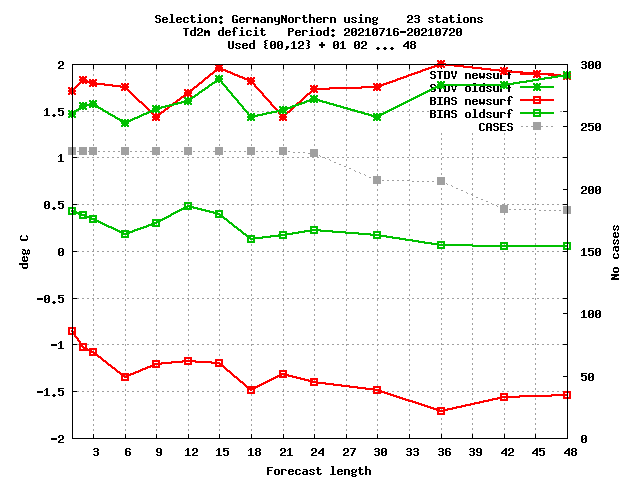 Selection: GermanyNorthern using    23 stations
Td2m deficit   Period: 20210716-20210720
Used {00,12} + 01 02 ... 48
STDV newsurf
STDV oldsurf
BIAS newsurf
BIAS oldsurf
CASES
2
1.5
1
0.5
0
-0.5
-1
-1.5
-2
deg C
300
250
200
150
100
50
0
No cases
3 6 9 12 15 18 21 24 27 30 33 36 39 42 45 48
Forecast length